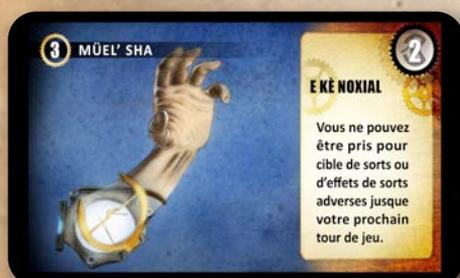 3 MÜEL' SHA
2
E KÈ NOXIAL
Vous ne pouvez
être pris pour
cible de sorts ou
d'effets de sorts
adverses jusque
votre prochain
tour de jeu.